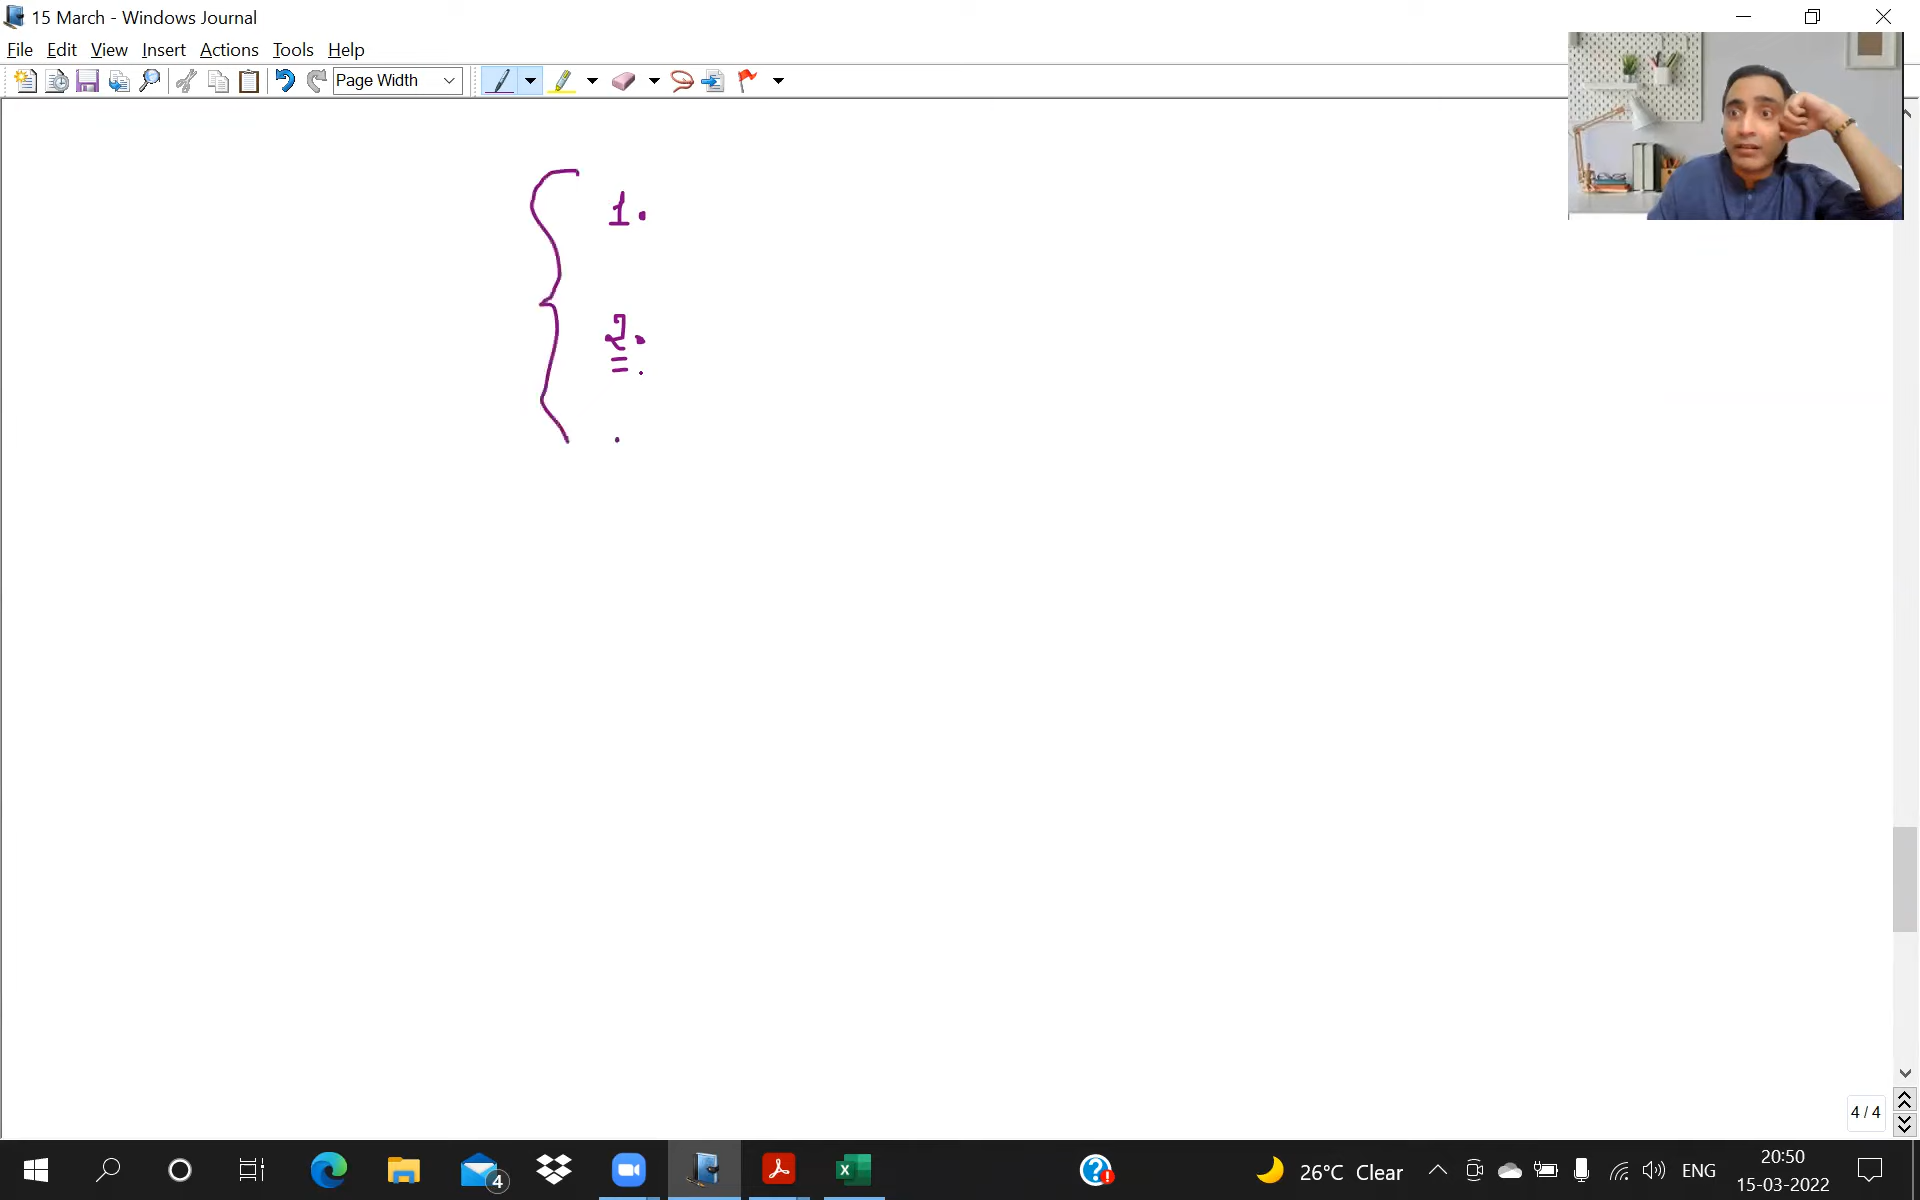 15 March - Windows Journal
File Edit View Insert Actions Tools Help
Page Width
1.
2.
4 / 4
4
26°C Clear
ENG
20:50
15-03-2022